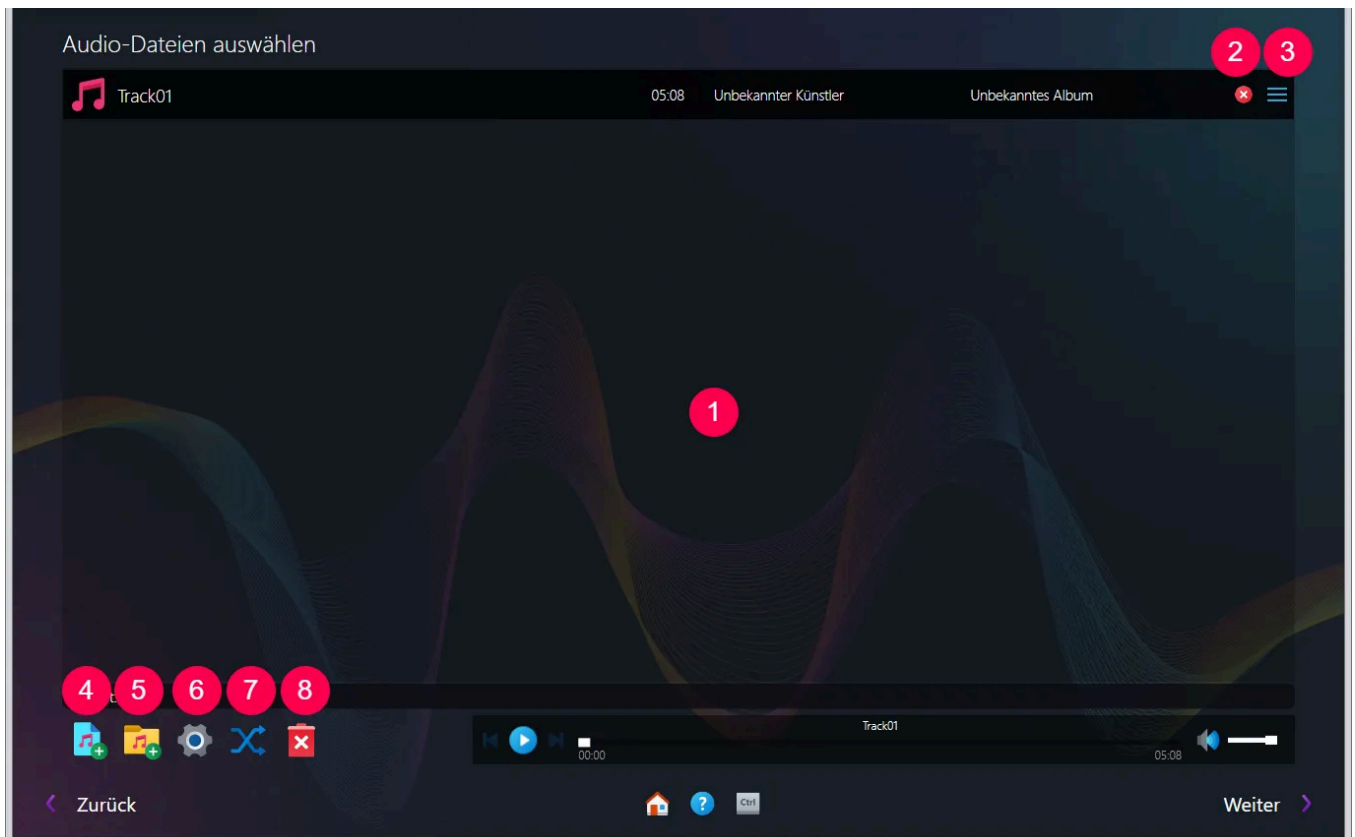 Audio-Dateien auswählen
2 3
Track01 05:08 Unbekannter Künstler Unbekanntes Album
1
4 5 6 7 8
Track01
00:00 05:08
Zurück Ctrl Weiter